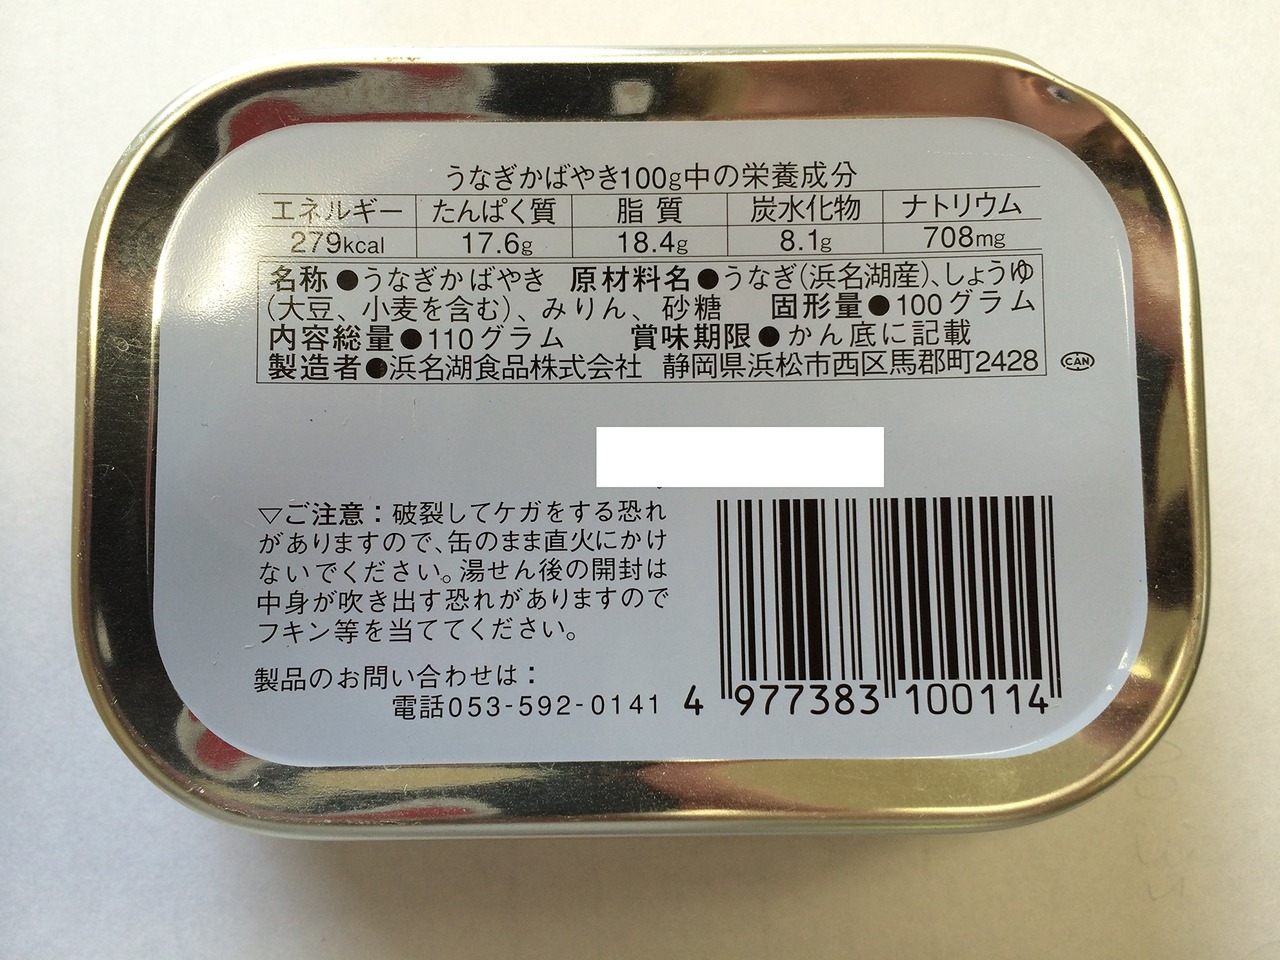 うなぎかばやき100g中の栄養成分
エネルギー たんぱく質 脂質 炭水化物 ナトリウム
279kcal 17.6g 18.4g 8.1g 708mg
名称●うなぎかばやき 原材料名●うなぎ(浜名湖産)、しょうゆ
(大豆、小麦を含む)、みりん、砂糖 固形量●100グラム
内容総量●110グラム 賞味期限●かん底に記載
製造者●浜名湖食品株式会社 静岡県浜松市西区馬郡町2428 CAN
▽ご注意：破裂してケガをする恐れ
がありますので、缶のまま直火にかけ
ないでください。湯せん後の開封は
中身が吹き出す恐れがありますので
フキン等を当ててください。
製品のお問い合わせは：
電話053-592-0141
4 977383 100114